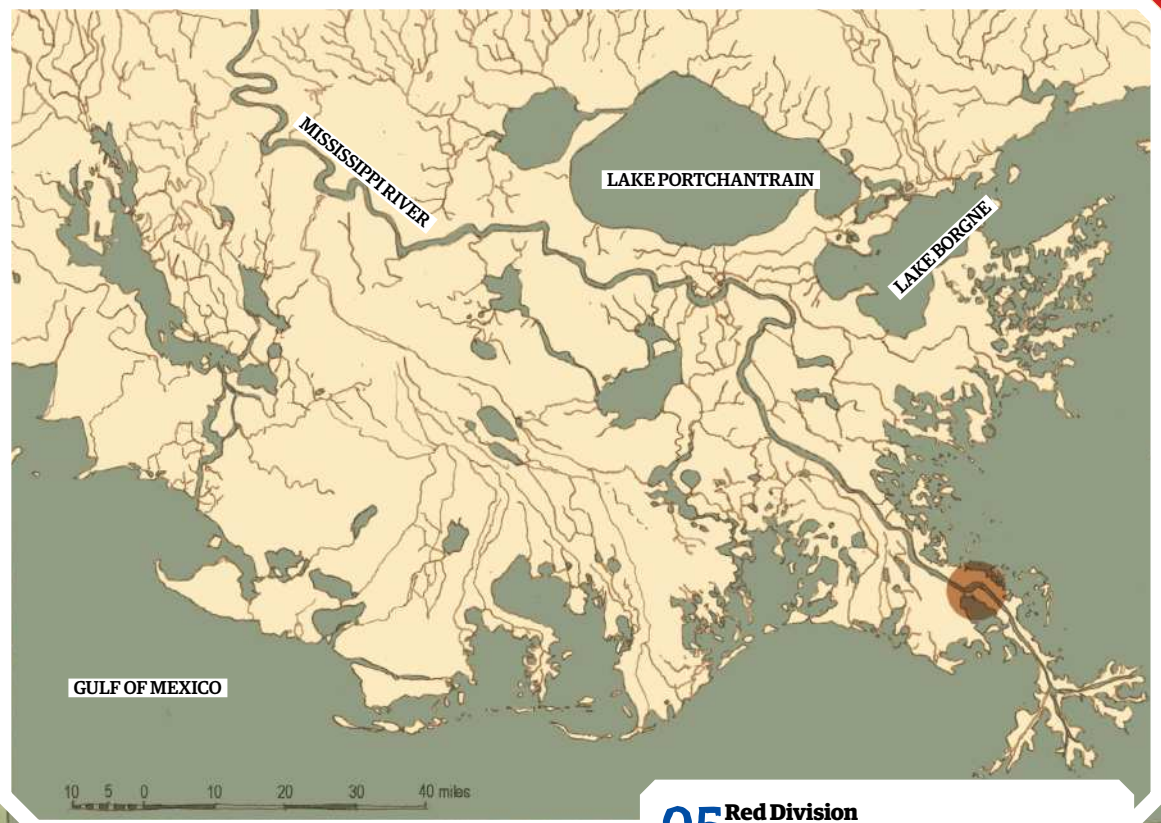 MISSISSIPPI RIVER
LAKE PORTCHANTRAIN
LAKE BORGNE
GULF OF MEXICO
10 5 0 10 20 30 40 miles
05 Red Division